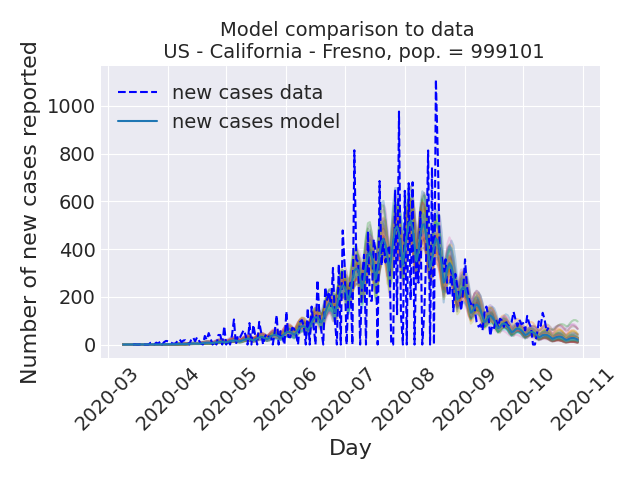 Model comparison to data
US - California - Fresno, pop. = 999101
new cases data
new cases model
Number of new cases reported
1000
800
600
400
200
0
2020-03
2020-04
2020-05
2020-06
2020-07
2020-08
2020-09
2020-10
2020-11
Day